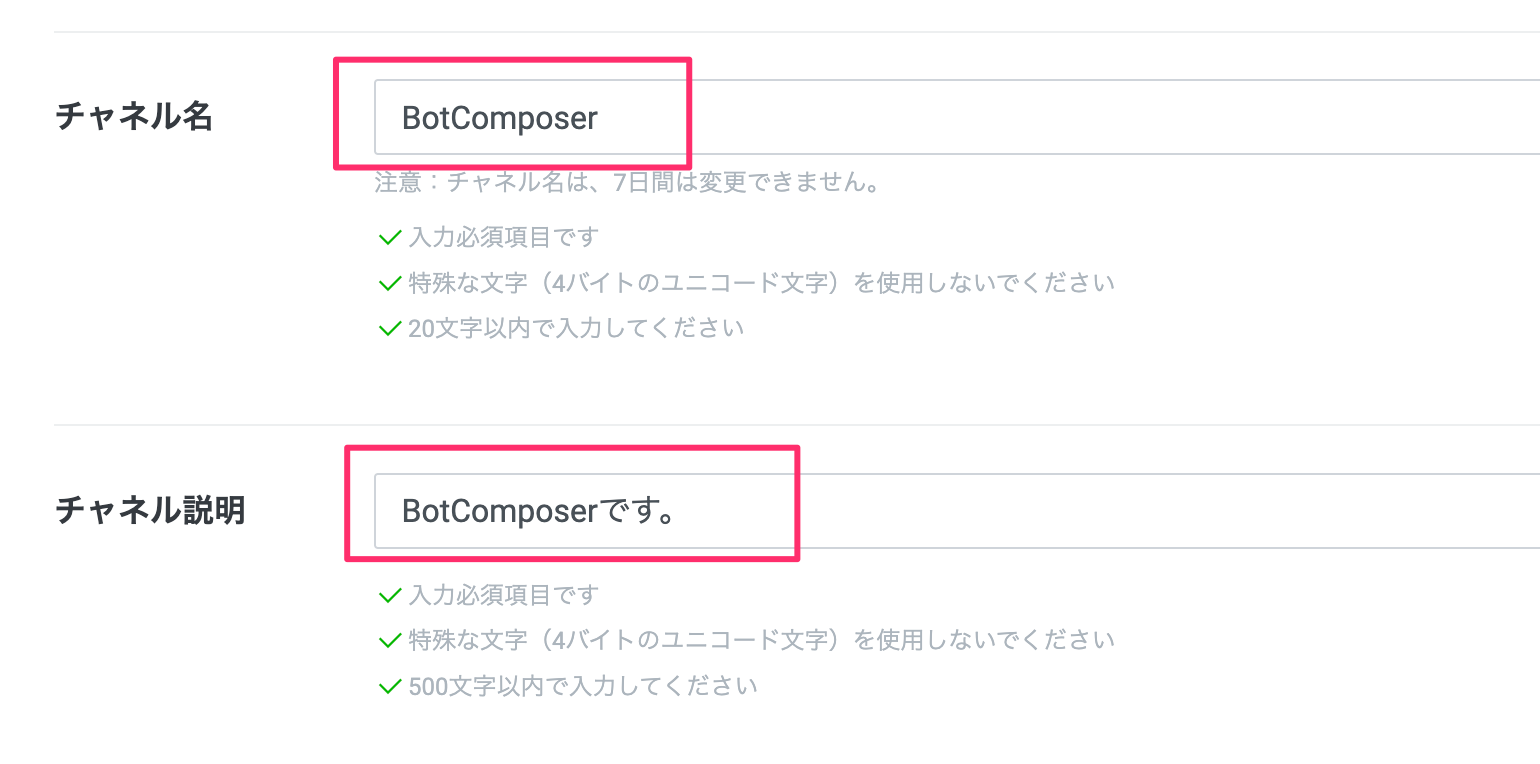 チャネル名
BotComposer
注意：チャネル名は、7日間は変更できません。
入力必須項目です
特殊な文字（4バイトのユニコード文字）を使用しないでください
20文字以内で入力してください
チャネル説明
BotComposerです。
入力必須項目です
特殊な文字（4バイトのユニコード文字）を使用しないでください
500文字以内で入力してください